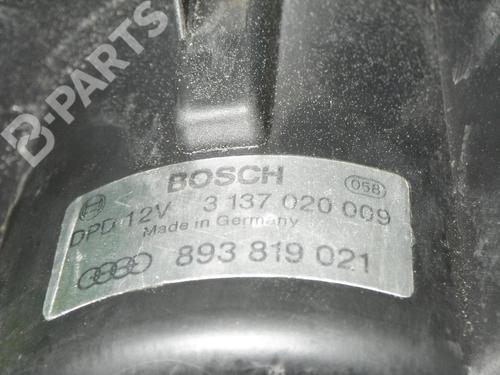 B-PARTS
BOSCH
058
DPD 12V 3 137 020 009
Made in Germany
893 819 021